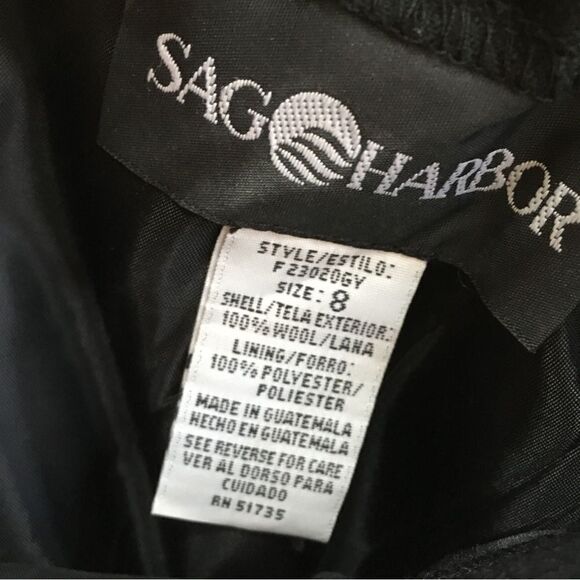 SAG HARBOR
STYLE/ESTILO:
F23020GY
SIZE: 8
SHELL/TELA EXTERIOR:
100% WOOL/LANA
LINING/FORRO:
100% POLYESTER/
POLIESTER
MADE IN GUATEMALA
HECHO EN GUATEMALA
SEE REVERSE FOR CARE
VER AL DORSO PARA
CUIDADO
RN 51735